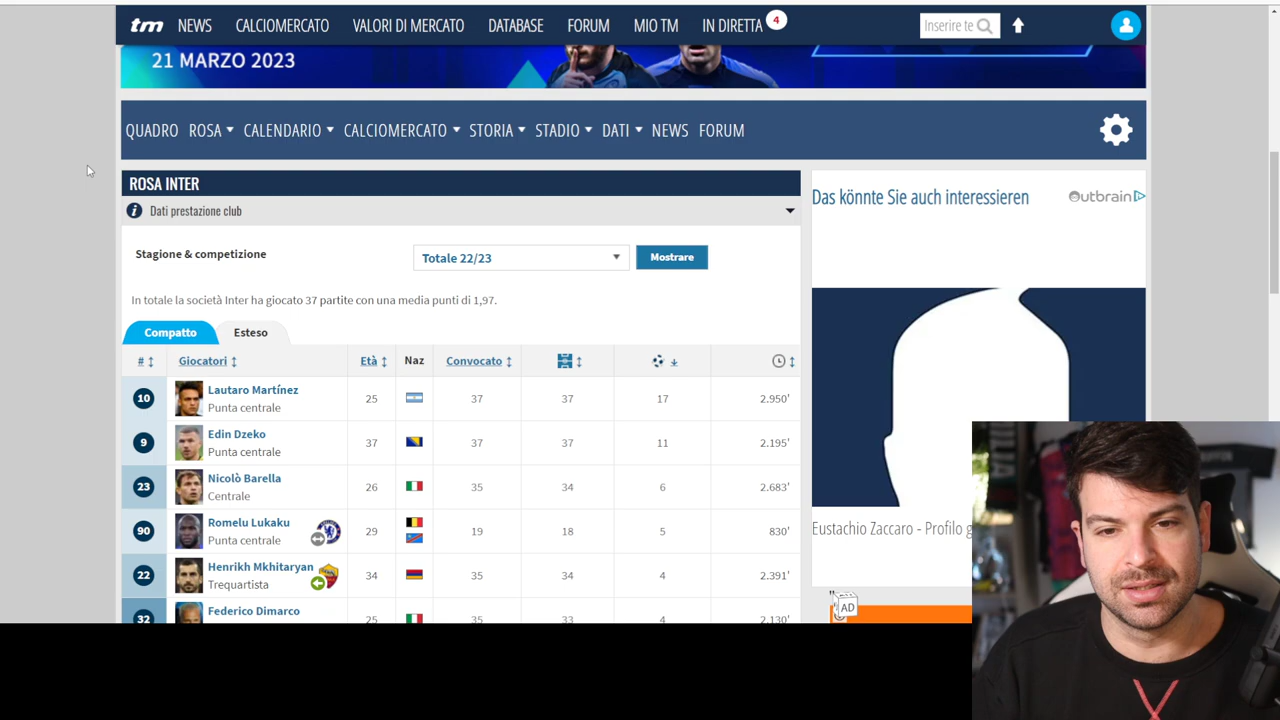 tm NEWS CALCIOMERCATO VALORI DI MERCATO DATABASE FORUM MIO TM IN DIRETTA 4 Inserire te
21 MARZO 2023
QUADRO ROSA CALENDARIO CALCIOMERCATO STORIA STADIO DATI NEWS FORUM
ROSA INTER
Dati prestazione club
Stagione & competizione Totale 22/23 Mostrare
In totale la società Inter ha giocato 37 partite con una media punti di 1,97.
Compatto Esteso
# Giocatori Età Naz Convocato
10 Lautaro Martínez 25 37 37 17 2.950'
Punta centrale
9 Edin Dzeko 37 37 37 11 2.195'
Punta centrale
23 Nicolò Barella 26 35 34 6 2.683'
Centrale
90 Romelu Lukaku 29 19 18 5 830'
Punta centrale
22 Henrikh Mkhitaryan 34 35 34 4 2.391'
Trequartista
32 Federico Dimarco 25 35 33 4 2.130'
Das könnte Sie auch interessieren
Outbrain
Eustachio Zaccaro - Profilo g
AD